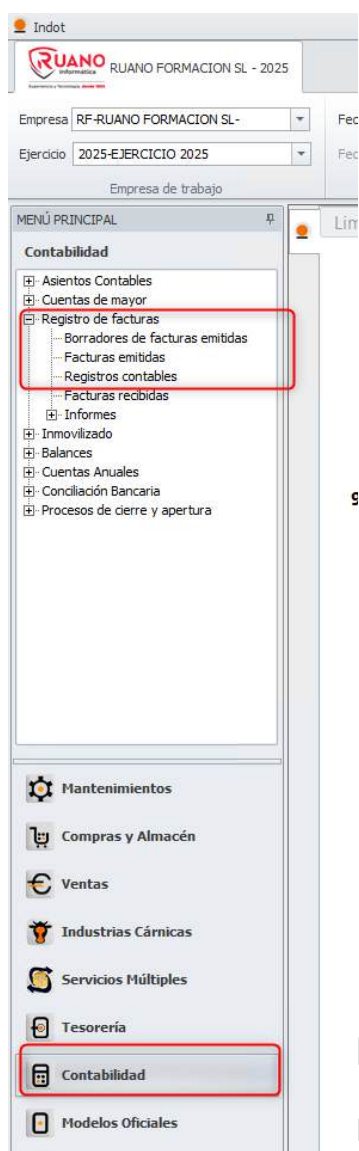 Indot
RUANO
Informática
RUANO FORMACION SL - 2025
Empresa RF-RUANO FORMACION SL- Fec
Ejercicio 2025-EJERCICIO 2025 Fec
Empresa de trabajo
MENÚ PRINCIPAL
Lim
Contabilidad
Asientos Contables
Cuentas de mayor
Registro de facturas
Borradores de facturas emitidas
Facturas emitidas
Registros contables
Facturas recibidas
Informes
Inmovilizado
Balances
Cuentas Anuales
Conciliación Bancaria
9
Procesos de cierre y apertura
Mantenimientos
Compras y Almacén
Ventas
Industrias Cárnicas
Servicios Múltiples
Tesorería
Contabilidad
Modelos Oficiales